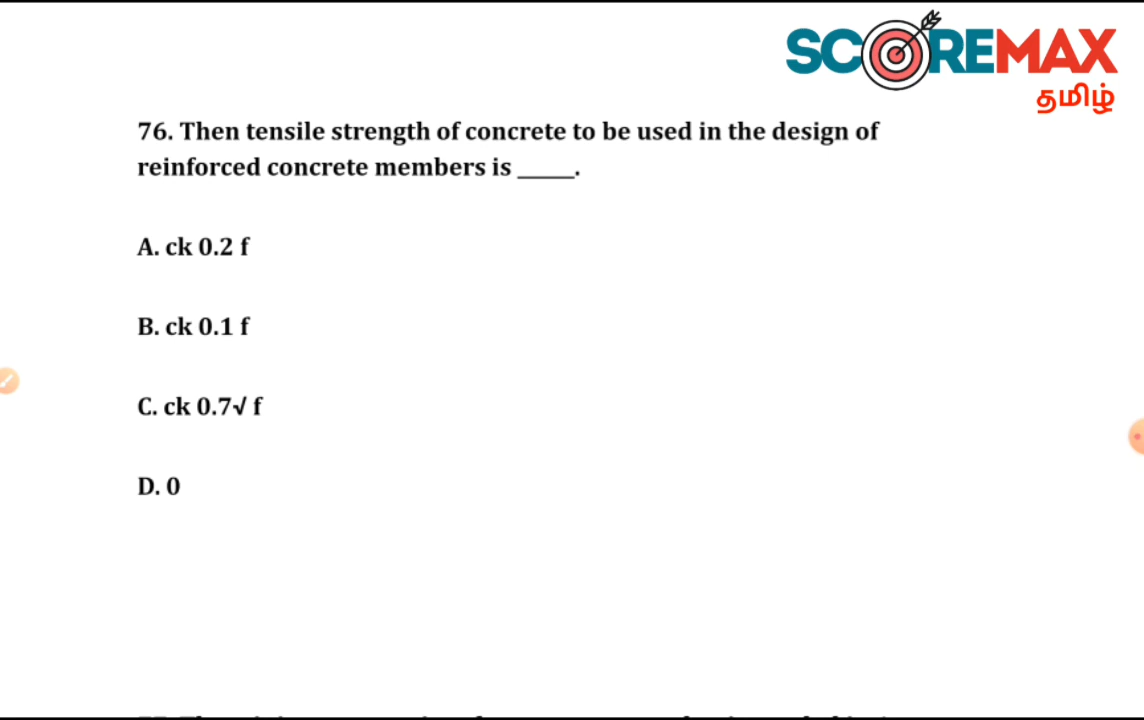 SCOREMAX
தமிழ்
76. Then tensile strength of concrete to be used in the design of
reinforced concrete members is _____.
A. ck 0.2 f
B. ck 0.1 f
C. ck 0.7√ f
D. 0